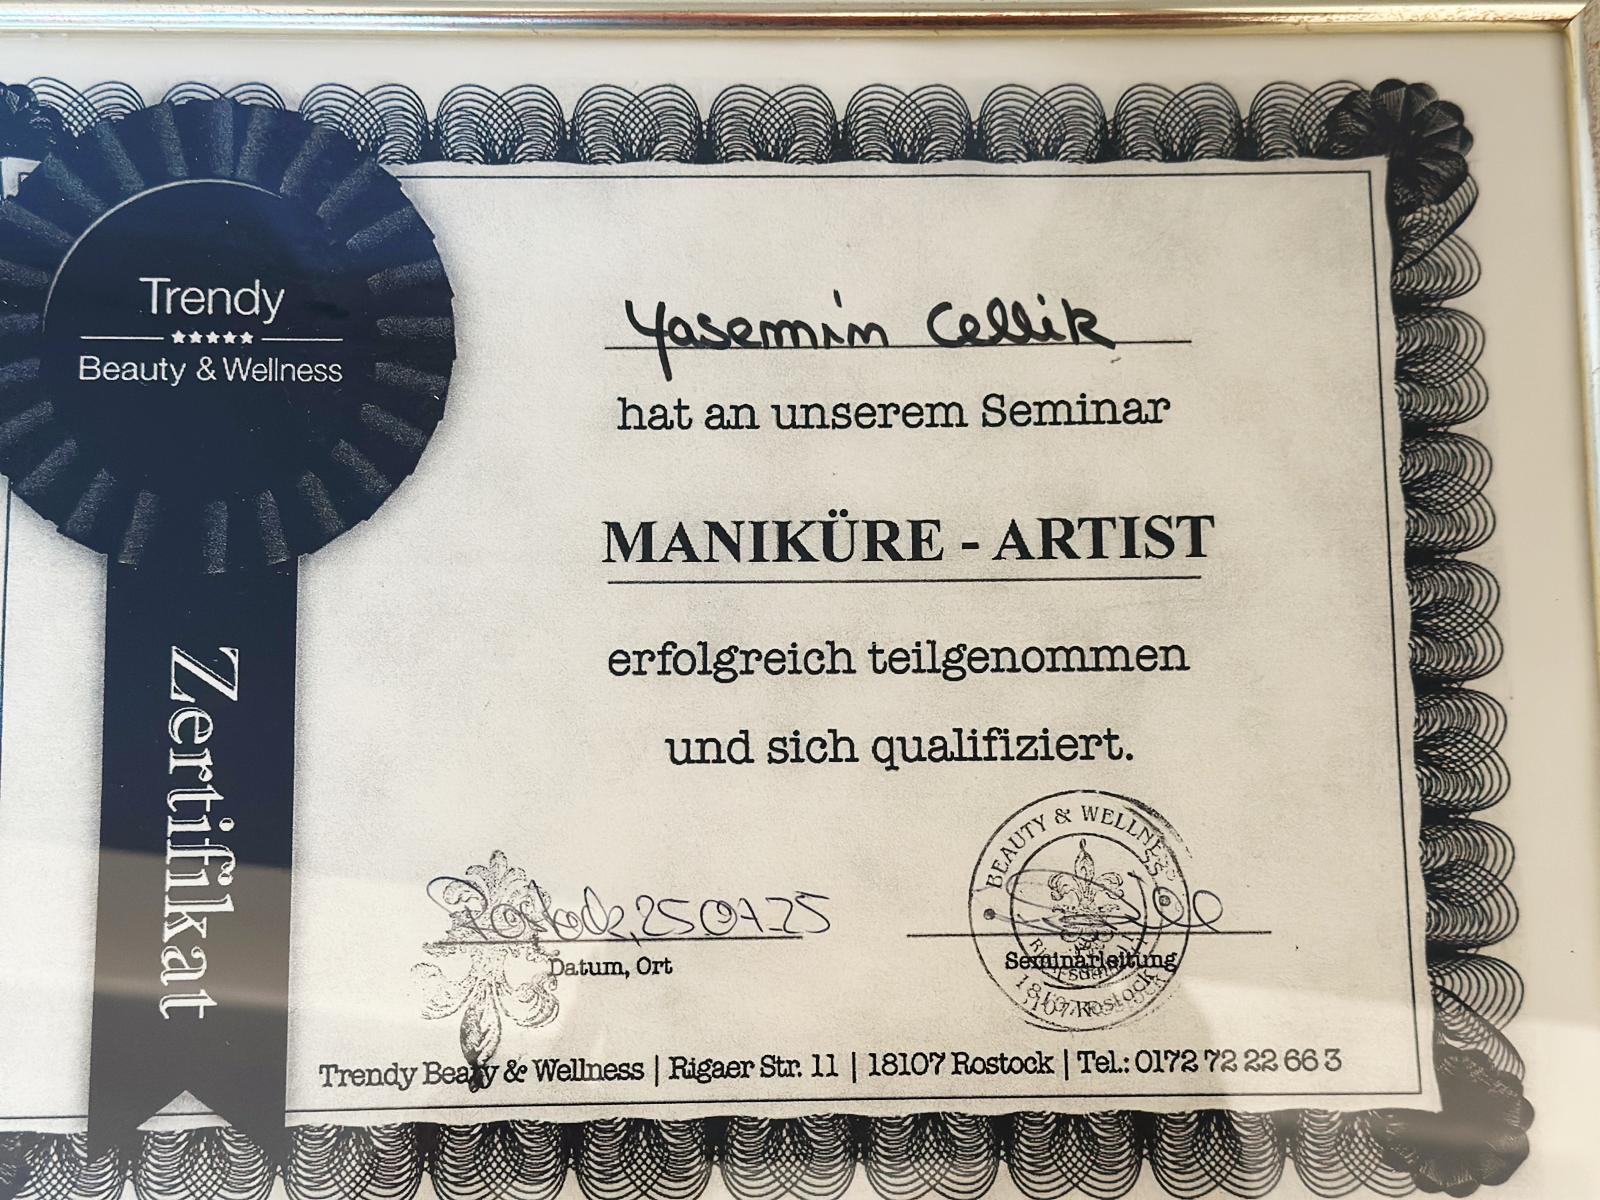 Trendy
Beauty & Wellness
Zertifikat
Yasemin Cellik
hat an unserem Seminar
MANIKÜRE - ARTIST
erfolgreich teilgenommen
und sich qualifiziert.
Rostock, 25.07.25
Datum, Ort
BEAUTY & WELLNESS
18107 Rostock
Seminarleitung
Trendy Beaty & Wellness | Rigaer Str. 11 | 18107 Rostock | Tel.: 0172 72 22 66 3